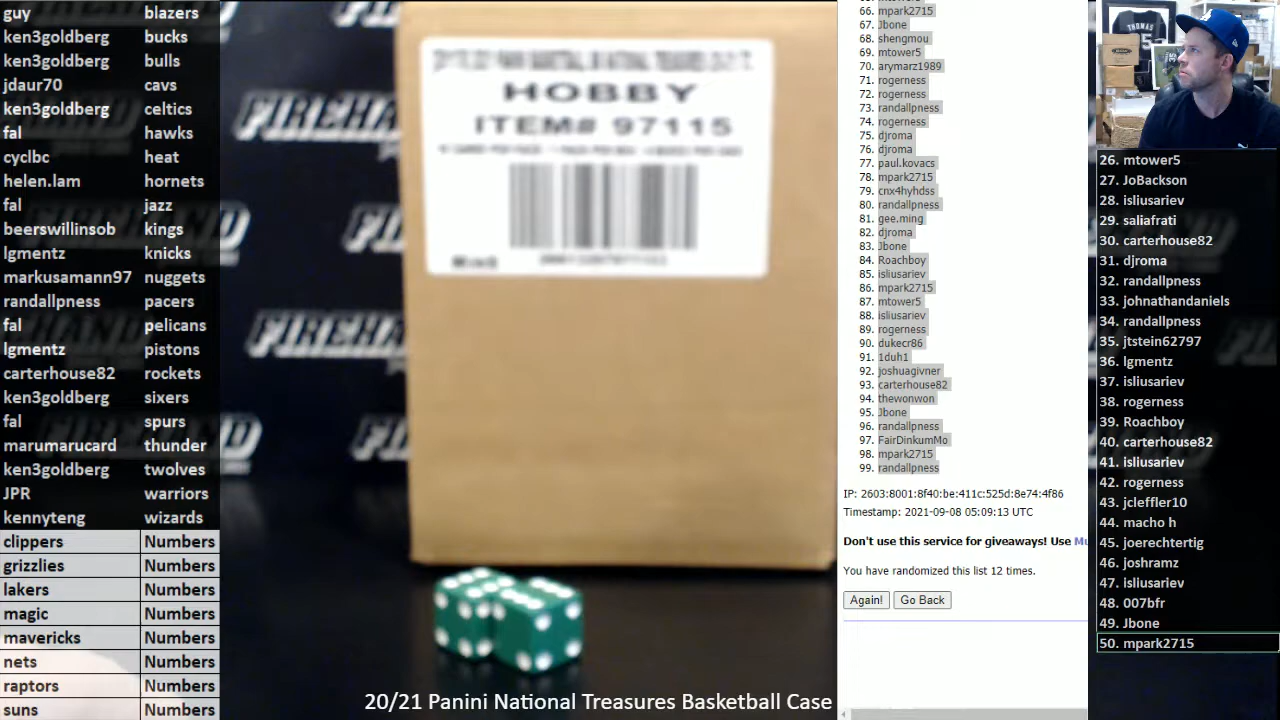 guy blazers
ken3goldberg bucks
ken3goldberg bulls
jdaur70 cavs
ken3goldberg celtics
fal hawks
cyclbc heat
helen.lam hornets
fal jazz
beerswillinsob kings
lgmentz knicks
markusamann97 nuggets
randallpness pacers
fal pelicans
lgmentz pistons
carterhouse82 rockets
ken3goldberg sixers
fal spurs
marumarucard thunder
ken3goldberg twolves
JPR warriors
kennyteng wizards
clippers Numbers
grizzlies Numbers
lakers Numbers
magic Numbers
mavericks Numbers
nets Numbers
raptors Numbers
suns Numbers
FIREHAND
HOBBY
ITEM# 97115
20/21 Panini National Treasures Basketball Case
66. mpark2715
67. Jbone
68. shengmou
69. mtower5
70. arymarz1989
71. rogerness
72. rogerness
73. randallpness
74. rogerness
75. djroma
76. djroma
77. paul.kovacs
78. mpark2715
79. cnx4hyhdss
80. randallpness
81. gee.ming
82. djroma
83. Jbone
84. Roachboy
85. isliusariev
86. mpark2715
87. mtower5
88. isliusariev
89. rogerness
90. dukecr86
91. 1duh1
92. joshuagivner
93. carterhouse82
94. thewonwon
95. Jbone
96. randallpness
97. FairDinkumMo
98. mpark2715
99. randallpness
IP: 2603:8001:8f40:be:411c:525d:8e74:4f86
Timestamp: 2021-09-08 05:09:13 UTC
Don't use this service for giveaways! Use
You have randomized this list 12 times.
Again! Go Back
THOMAS
26. mtower5
27. JoBackson
28. isliusariev
29. saliafrati
30. carterhouse82
31. djroma
32. randallpness
33. johnathandaniels
34. randallpness
35. jtstein62797
36. lgmentz
37. isliusariev
38. rogerness
39. Roachboy
40. carterhouse82
41. isliusariev
42. rogerness
43. jcleffler10
44. macho h
45. joerechtertig
46. joshramz
47. isliusariev
48. 007bfr
49. Jbone
50. mpark2715